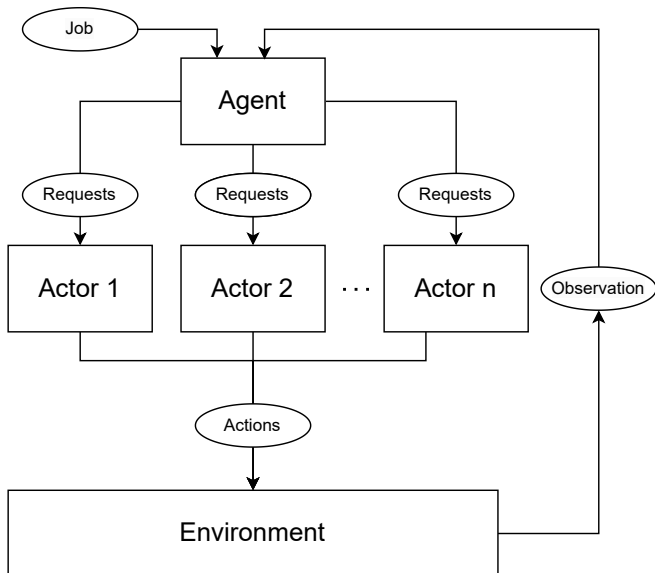 Job
Agent
Requests
Requests
Requests
Actor 1
Actor 2
. . .
Actor n
Observation
Actions
Environment